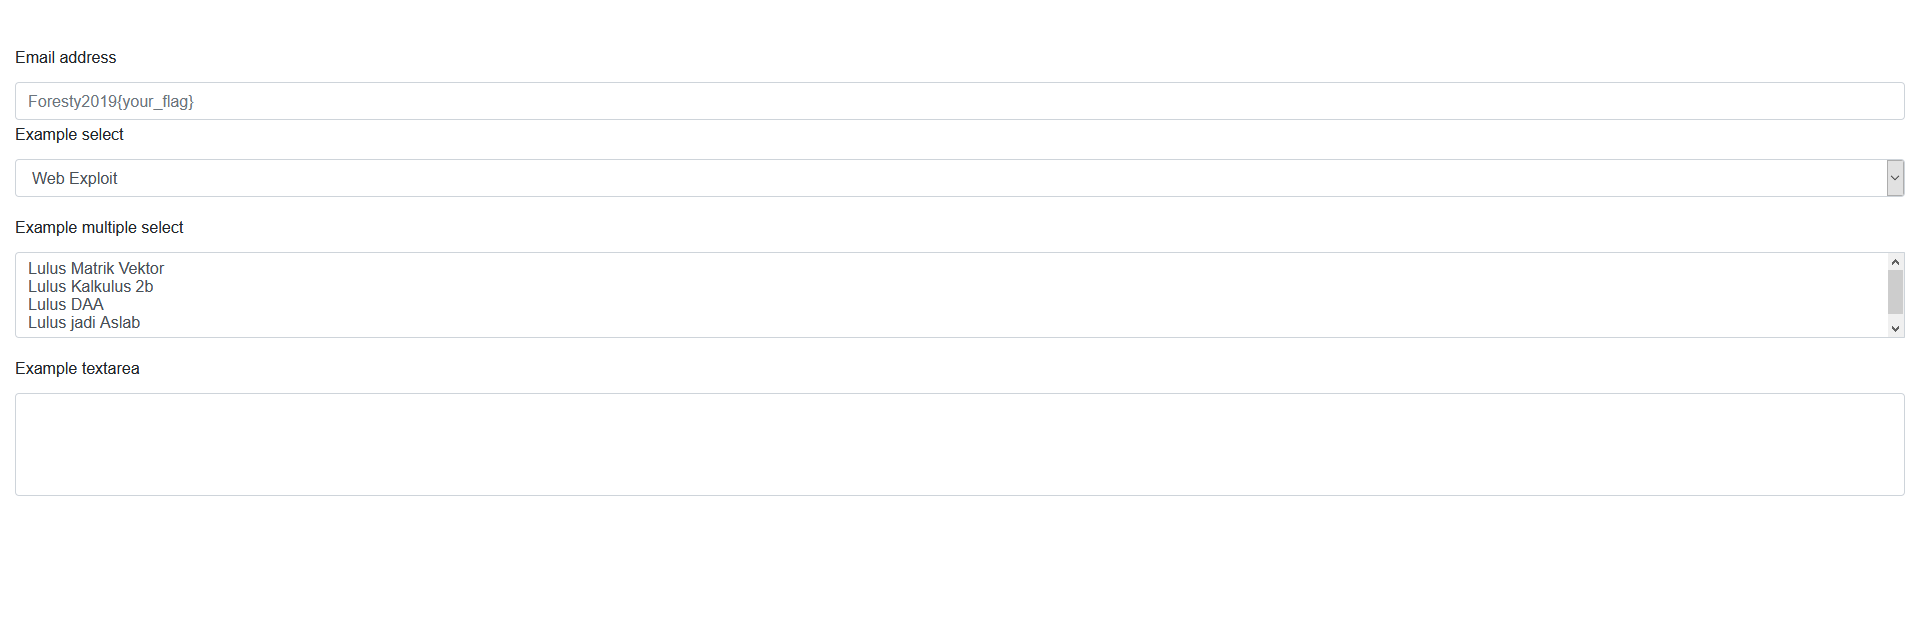 Email address
Foresty2019{your_flag}
Example select
Web Exploit
Example multiple select
Lulus Matrik Vektor
Lulus Kalkulus 2b
Lulus DAA
Lulus jadi Aslab
Example textarea